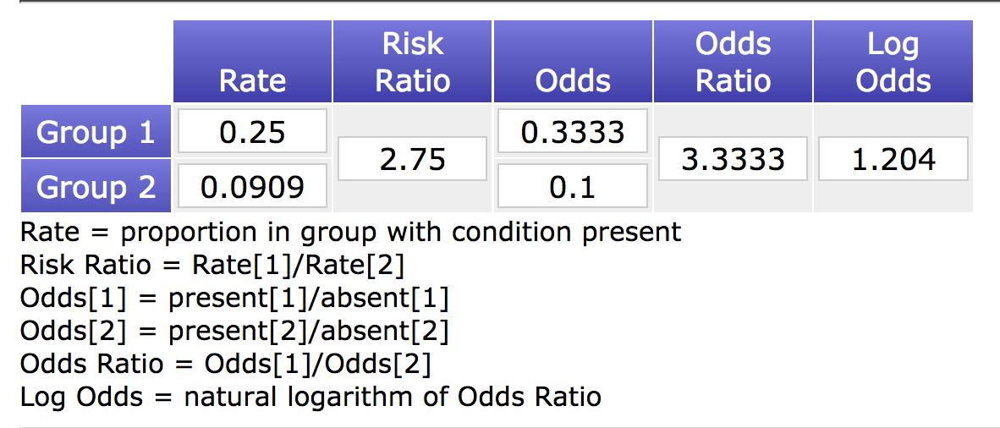 Rate Risk Ratio Odds Odds Ratio Log Odds
Group 1 0.25 2.75 0.3333 3.3333 1.204
Group 2 0.0909 0.1
Rate = proportion in group with condition present
Risk Ratio = Rate[1]/Rate[2]
Odds[1] = present[1]/absent[1]
Odds[2] = present[2]/absent[2]
Odds Ratio = Odds[1]/Odds[2]
Log Odds = natural logarithm of Odds Ratio